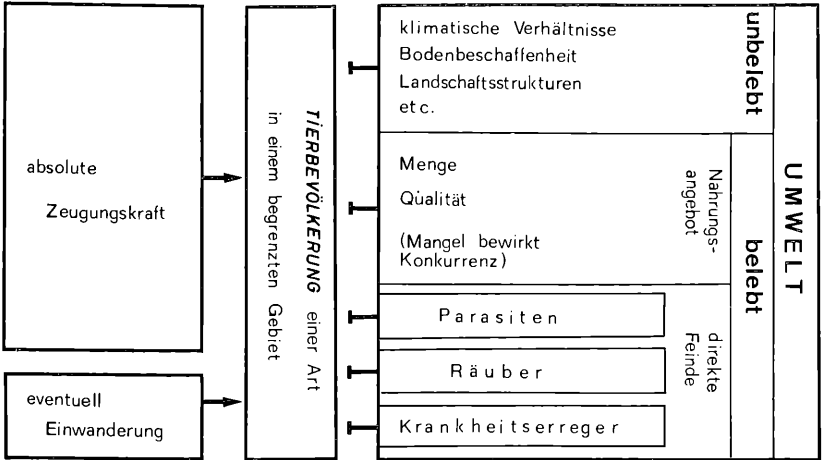 absolute
Zeugungskraft
eventuell
Einwanderung
TIERBEVÖLKERUNG einer Art
in einem begrenzten Gebiet
klimatische Verhältnisse
Bodenbeschaffenheit
Landschaftsstrukturen
etc.
unbelebt
Menge
Qualität
(Mangel bewirkt
Konkurrenz)
Nahrungs-
angebot
Parasiten
Räuber
Krankheitserreger
direkte
Feinde
belebt
UMWELT